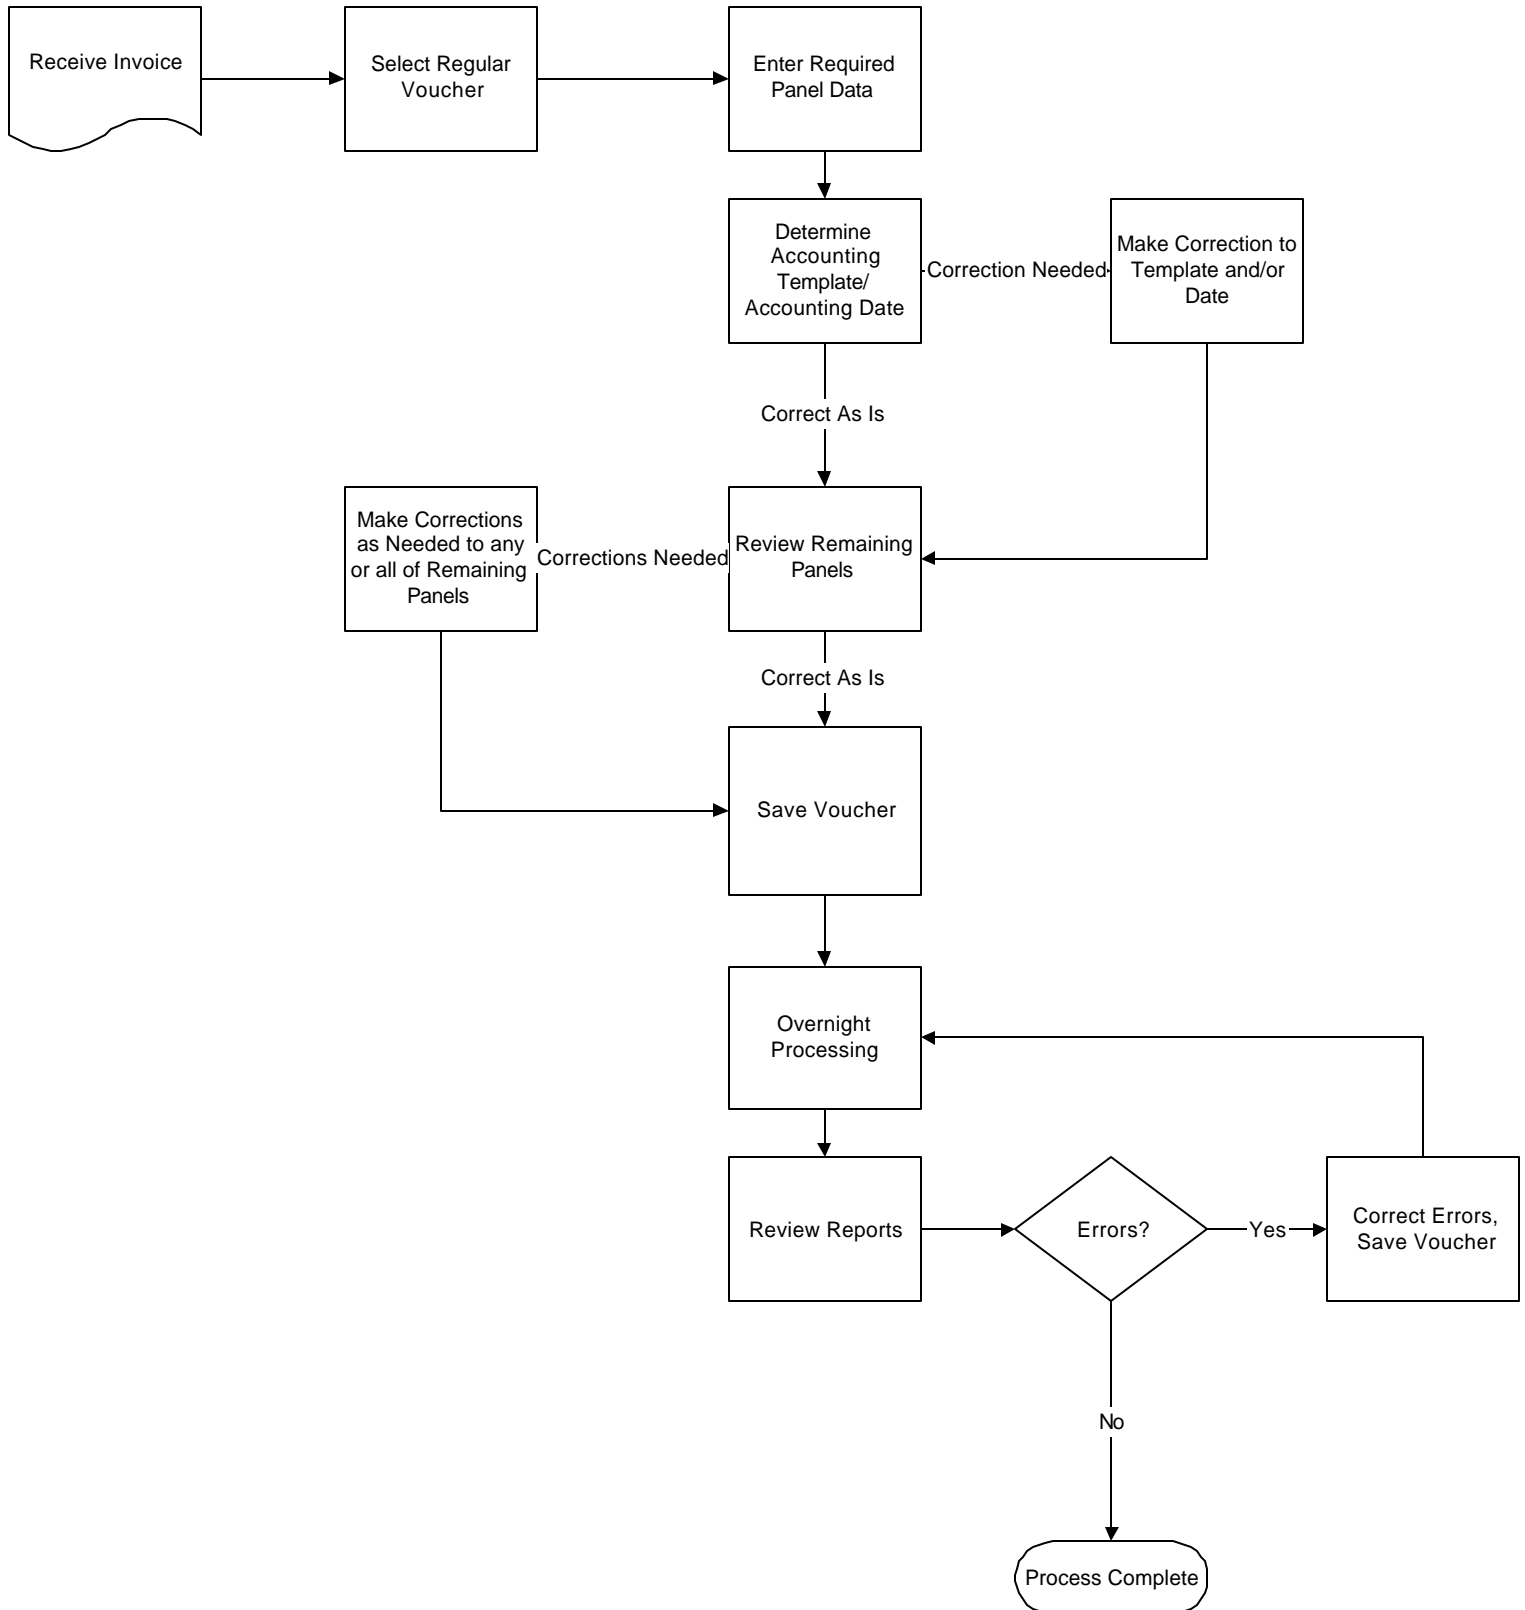 Receive Invoice
Select Regular
Voucher
Enter Required
Panel Data
Determine
Accounting
Template/
Accounting Date
Correction Needed
Make Correction to
Template and/or
Date
Correct As Is
Make Corrections
as Needed to any
or all of Remaining
Panels
Corrections Needed
Review Remaining
Panels
Correct As Is
Save Voucher
Overnight
Processing
Review Reports
Errors?
Yes
Correct Errors,
Save Voucher
No
Process Complete